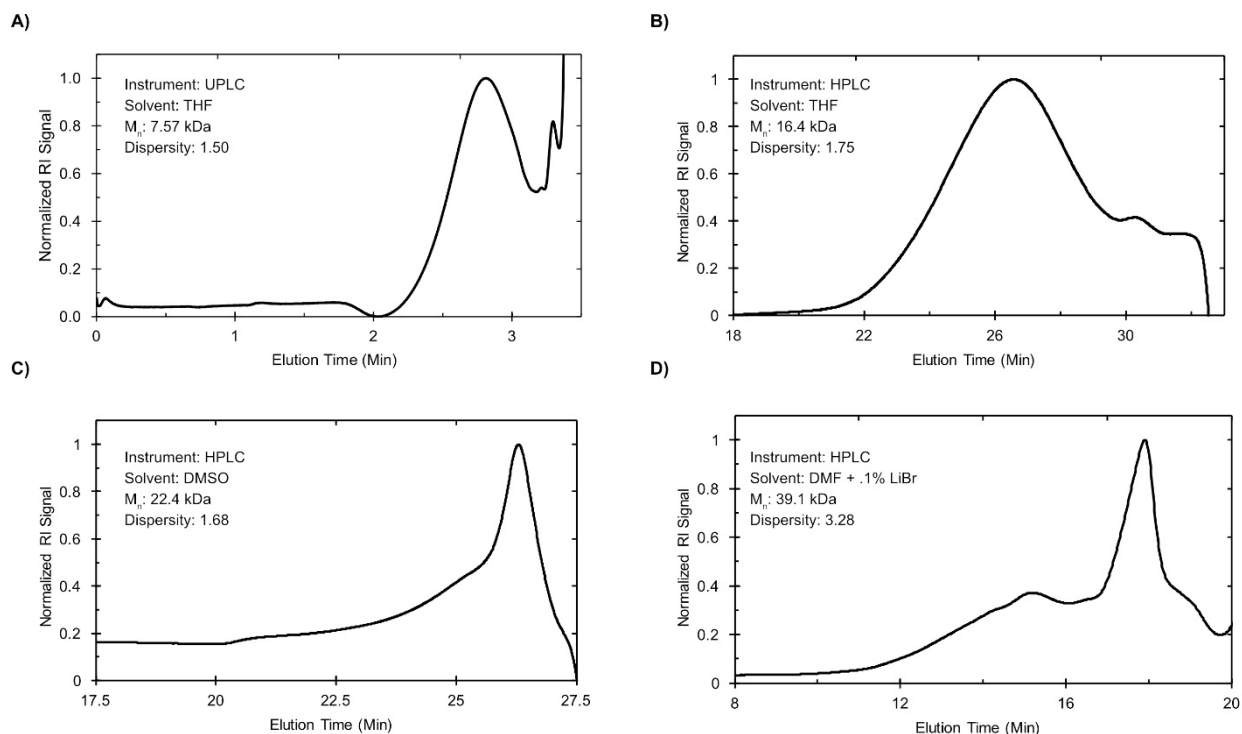 A)
Normalized RI Signal
1.0
0.8
0.6
0.4
0.2
0.0
Instrument: UPLC
Solvent: THF
Mn: 7.57 kDa
Dispersity: 1.50
0 1 2 3
Elution Time (Min)
B)
Normalized RI Signal
1.0
0.8
0.6
0.4
0.2
0
Instrument: HPLC
Solvent: THF
Mn: 16.4 kDa
Dispersity: 1.75
18 22 26 30
Elution Time (Min)
C)
Normalized RI Signal
1
0.8
0.6
0.4
0.2
0
Instrument: HPLC
Solvent: DMSO
Mn: 22.4 kDa
Dispersity: 1.68
17.5 20 22.5 25 27.5
Elution Time (Min)
D)
Normalized RI Signal
1
0.8
0.6
0.4
0.2
0
Instrument: HPLC
Solvent: DMF + .1% LiBr
Mn: 39.1 kDa
Dispersity: 3.28
8 12 16 20
Elution Time (Min)